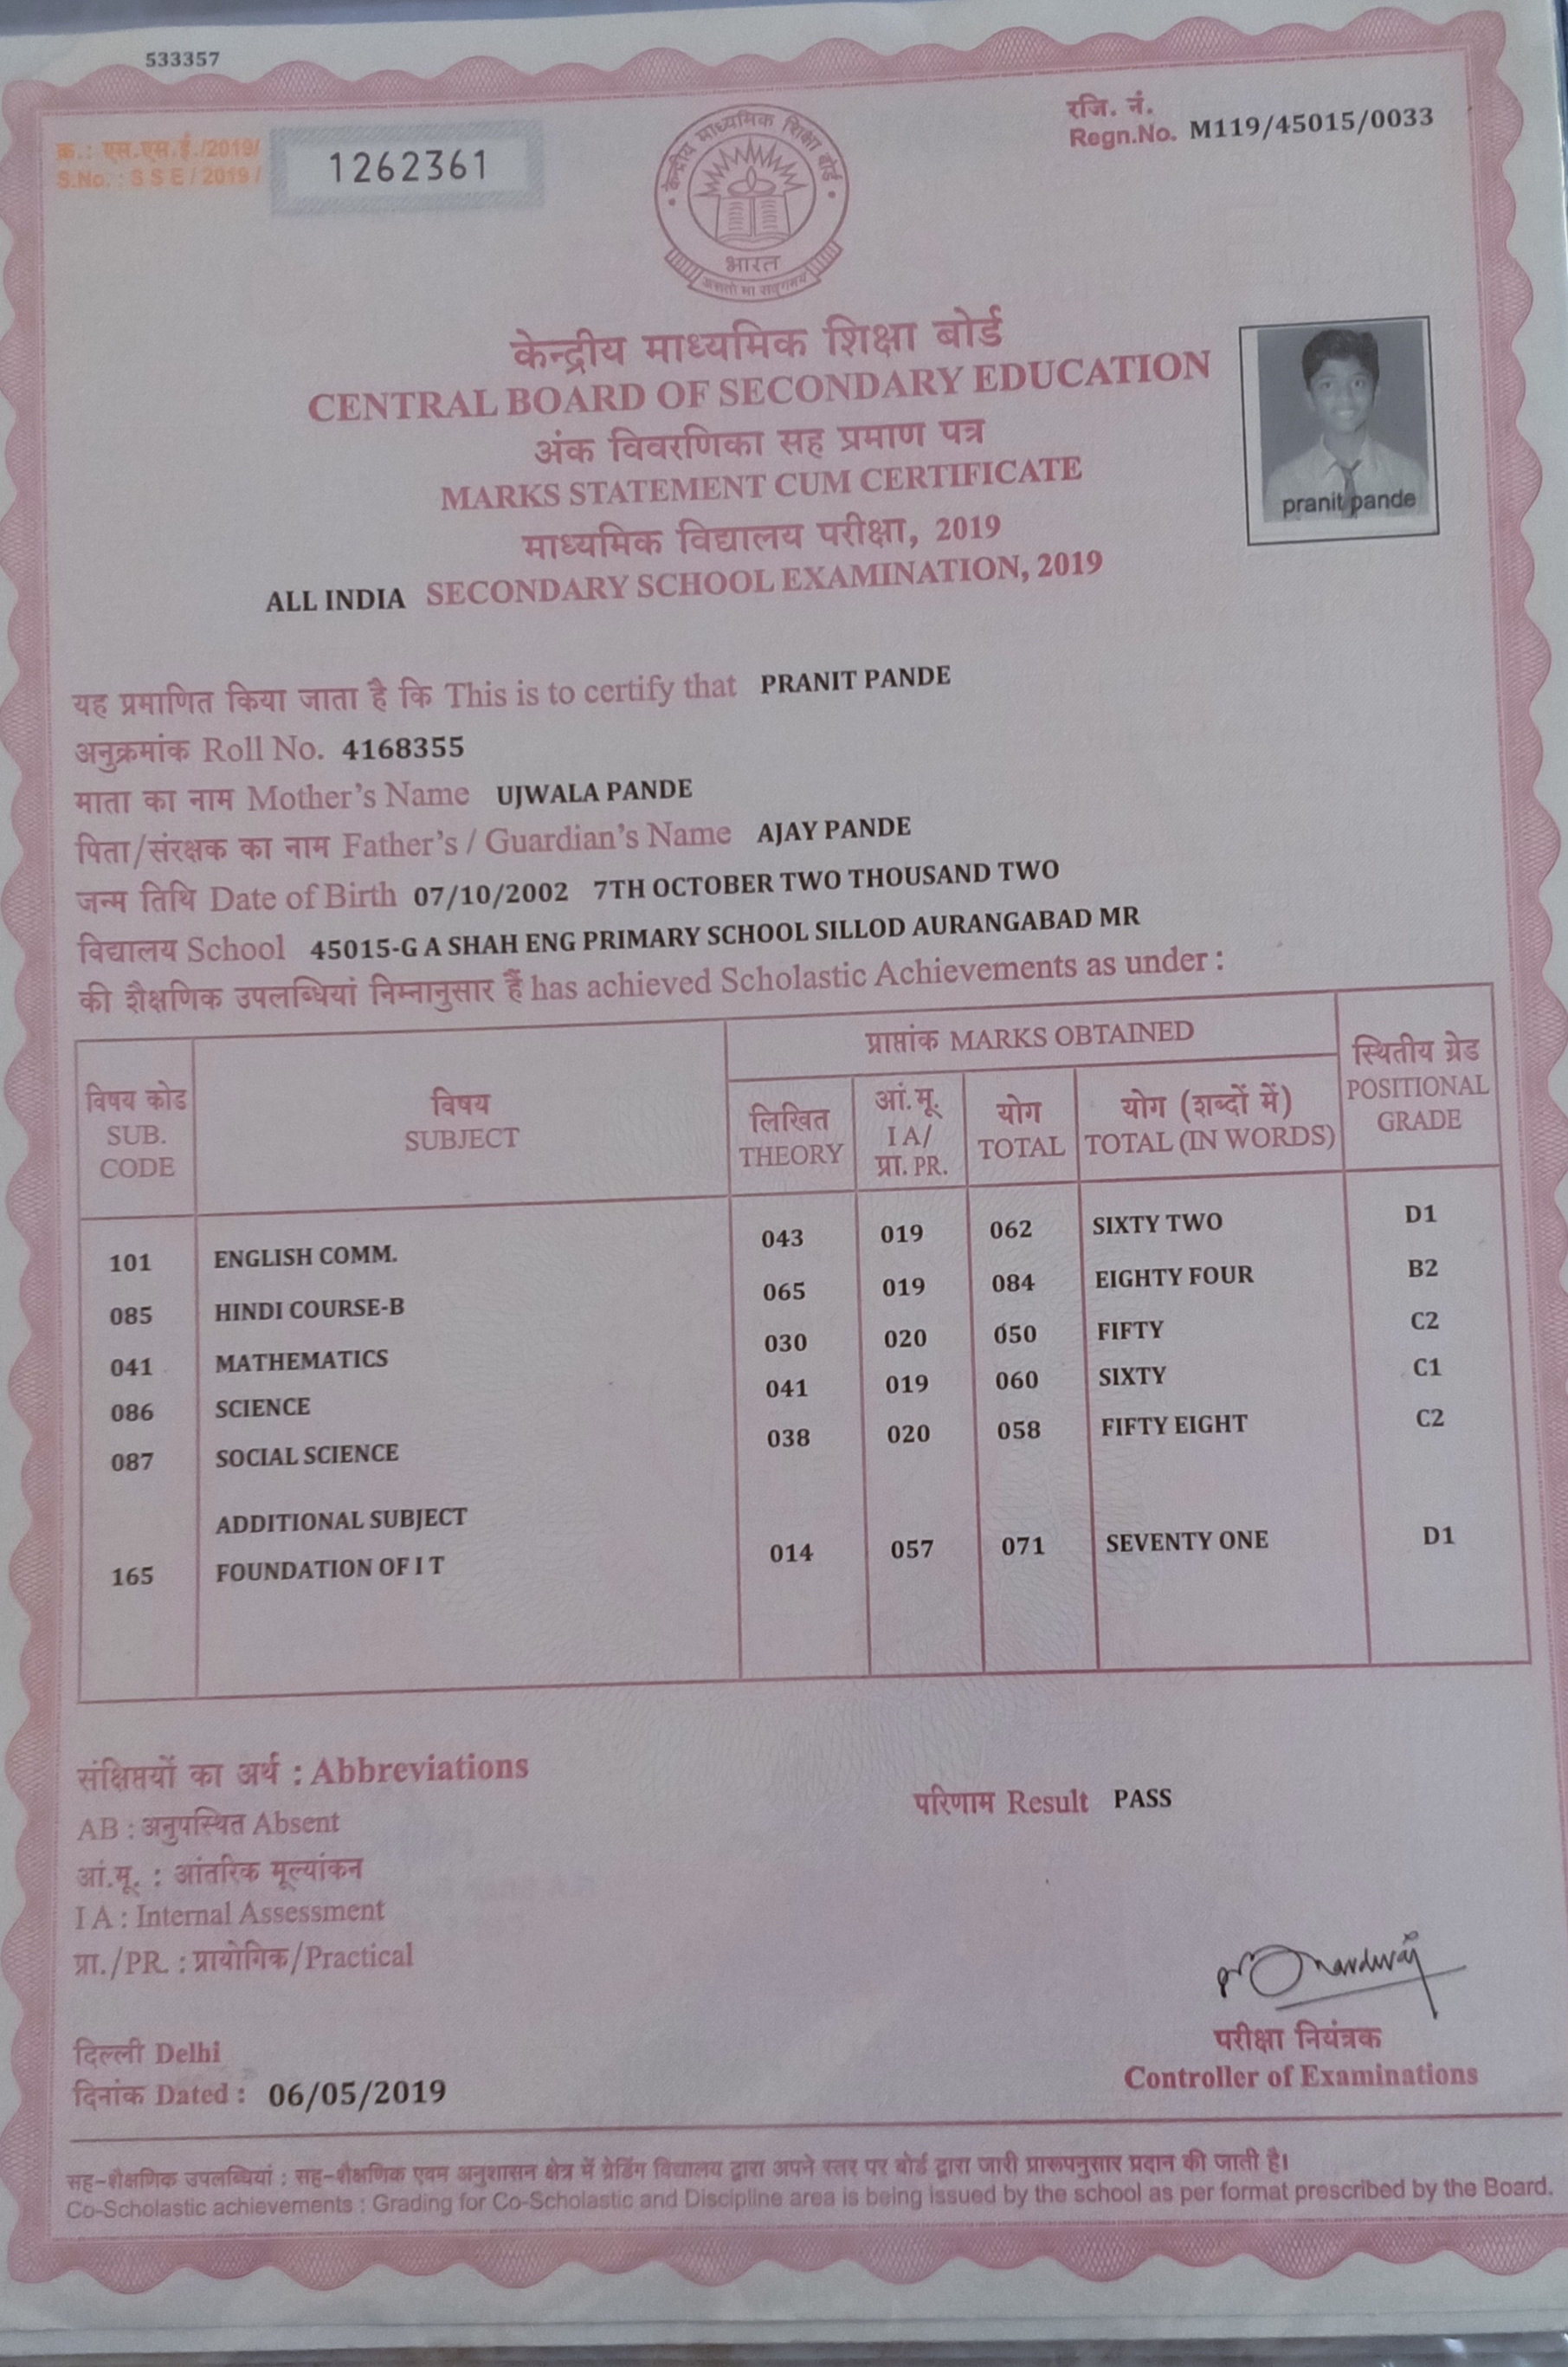 533357
क्र.: एस.एस.ई./2019/
S.No. : S S E / 2019 /
1262361
रजि. नं.
Regn.No. M119/45015/0033
केन्द्रीय माध्यमिक शिक्षा बोर्ड
भारत
असतो मा सद्गमय
केन्द्रीय माध्यमिक शिक्षा बोर्ड
CENTRAL BOARD OF SECONDARY EDUCATION
अंक विवरणिका सह प्रमाण पत्र
MARKS STATEMENT CUM CERTIFICATE
माध्यमिक विद्यालय परीक्षा, 2019
ALL INDIA SECONDARY SCHOOL EXAMINATION, 2019
pranit pande
यह प्रमाणित किया जाता है कि This is to certify that PRANIT PANDE
अनुक्रमांक Roll No. 4168355
माता का नाम Mother's Name UJWALA PANDE
पिता/संरक्षक का नाम Father's / Guardian's Name AJAY PANDE
जन्म तिथि Date of Birth 07/10/2002 7TH OCTOBER TWO THOUSAND TWO
विद्यालय School 45015-G A SHAH ENG PRIMARY SCHOOL SILLOD AURANGABAD MR
की शैक्षणिक उपलब्धियां निम्नानुसार हैं has achieved Scholastic Achievements as under :
विषय कोड
SUB.
CODE
विषय
SUBJECT
प्राप्तांक MARKS OBTAINED
लिखित
THEORY
आं.मू.
I A/
प्रा. PR.
योग
TOTAL
योग (शब्दों में)
TOTAL (IN WORDS)
स्थितीय ग्रेड
POSITIONAL
GRADE
101 ENGLISH COMM. 043 019 062 SIXTY TWO D1
085 HINDI COURSE-B 065 019 084 EIGHTY FOUR B2
041 MATHEMATICS 030 020 050 FIFTY C2
086 SCIENCE 041 019 060 SIXTY C1
087 SOCIAL SCIENCE 038 020 058 FIFTY EIGHT C2
ADDITIONAL SUBJECT
165 FOUNDATION OF I T 014 057 071 SEVENTY ONE D1
संक्षिप्तयों का अर्थ : Abbreviations
AB : अनुपस्थित Absent
आं.मू. : आंतरिक मूल्यांकन
I A : Internal Assessment
प्रा./PR. : प्रायोगिक/Practical
परिणाम Result PASS
दिल्ली Delhi
दिनांक Dated : 06/05/2019
परीक्षा नियंत्रक
Controller of Examinations
सह-शैक्षणिक उपलब्धियां : सह-शैक्षणिक एवम अनुशासन क्षेत्र में ग्रेडिंग विद्यालय द्वारा अपने स्तर पर बोर्ड द्वारा जारी प्रारूपनुसार प्रदान की जाती है।
Co-Scholastic achievements : Grading for Co-Scholastic and Discipline area is being issued by the school as per format prescribed by the Board.